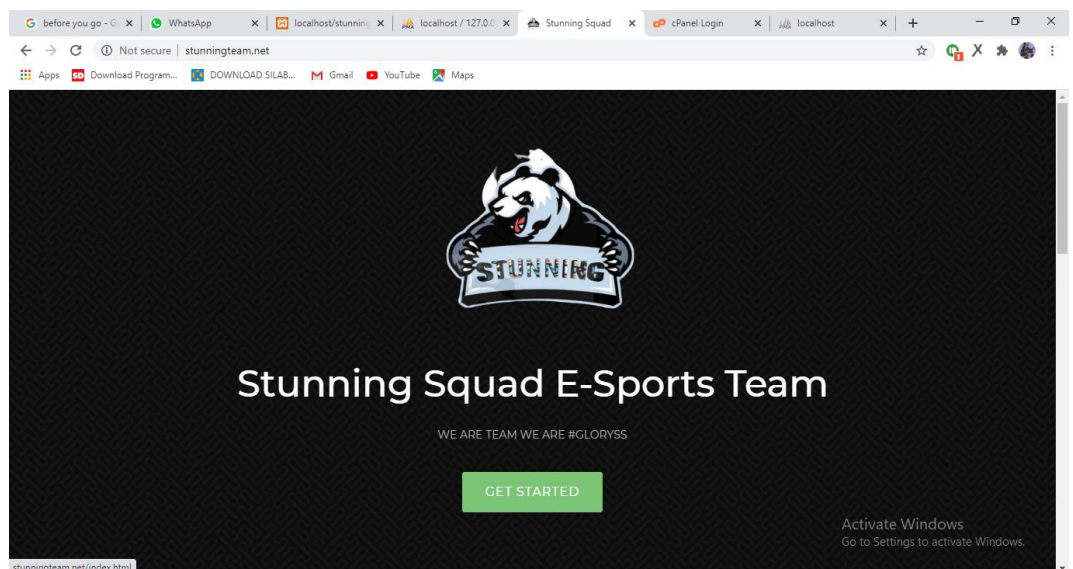 before you go - G
WhatsApp
localhost/stunning
localhost / 127.0.0
Stunning Squad
cPanel Login
localhost
Not secure
stunningteam.net
Apps
Download Program...
DOWNLOAD SILAB...
Gmail
YouTube
Maps
STUNNING
Stunning Squad E-Sports Team
WE ARE TEAM WE ARE #GLORYSS
GET STARTED
Activate Windows
Go to Settings to activate Windows.
stunningteam.net/index.html